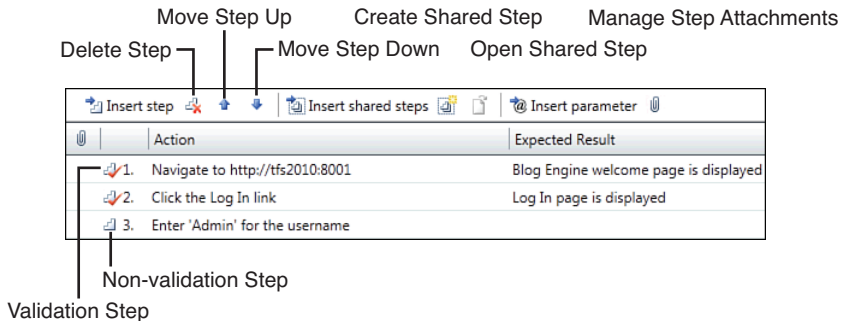 Move Step Up Create Shared Step Manage Step Attachments
Delete Step Move Step Down Open Shared Step
Insert step Insert shared steps Insert parameter
Action Expected Result
1. Navigate to http://tfs2010:8001 Blog Engine welcome page is displayed
2. Click the Log In link Log In page is displayed
3. Enter 'Admin' for the username
Non-validation Step
Validation Step